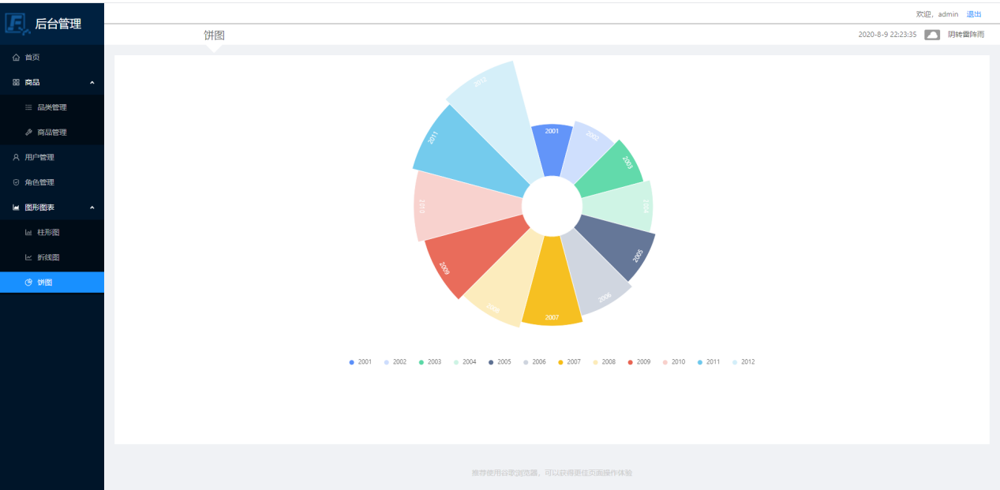 后台管理
欢迎，admin 退出
饼图
2020-8-9 22:23:35 阴转雷阵雨
首页
商品
品类管理
商品管理
用户管理
角色管理
图形图表
柱形图
折线图
饼图
2001
2002
2003
2004
2005
2006
2007
2008
2009
2010
2011
2012
2001 2002 2003 2004 2005 2006 2007 2008 2009 2010 2011 2012
推荐使用谷歌浏览器，可以获得更佳页面操作体验